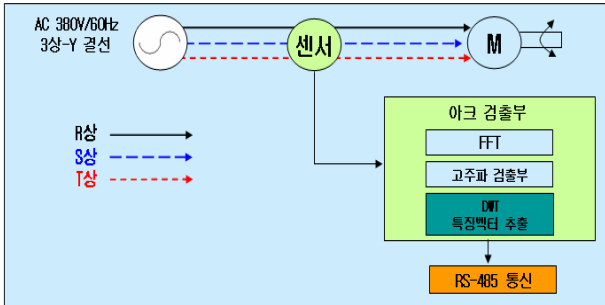 AC 380V/60Hz
3상-Y 결선
센서
M
R상
S상
T상
아크 검출부
FFT
고주파 검출부
DWT
특징벡터 추출
RS-485 통신